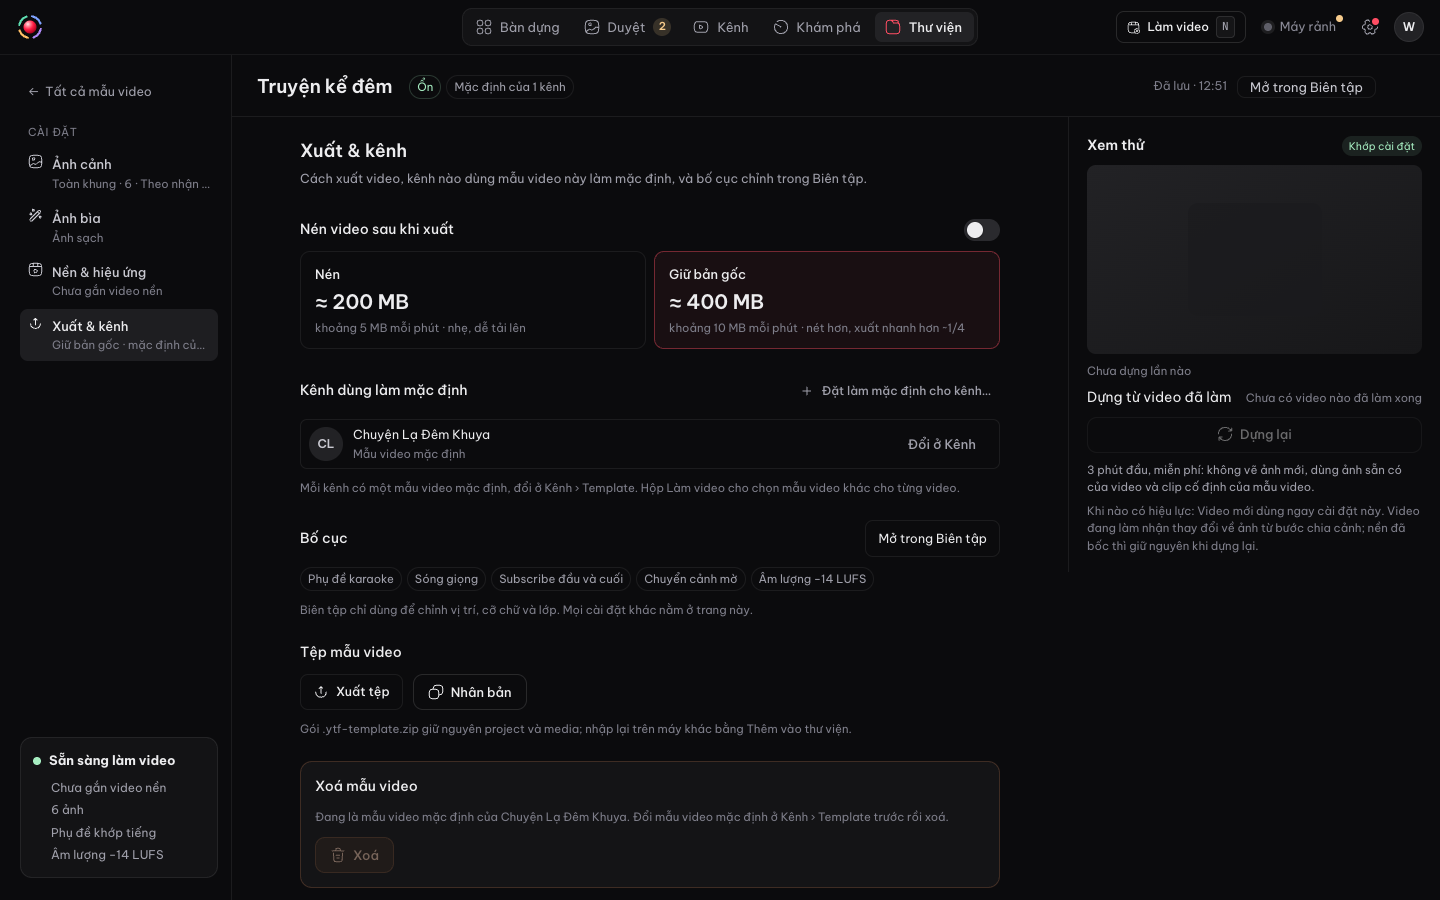 Bàn dựng
Duyệt 2
Kênh
Khám phá
Thư viện
Làm video N
Máy rảnh
W
← Tất cả mẫu video
CÀI ĐẶT
Ảnh cảnh
Toàn khung · 6 · Theo nhận ...
Ảnh bìa
Ảnh sạch
Nền & hiệu ứng
Chưa gắn video nền
Xuất & kênh
Giữ bản gốc · mặc định củ...
Sẵn sàng làm video
Chưa gắn video nền
6 ảnh
Phụ đề khớp tiếng
Âm lượng -14 LUFS
Truyện kể đêm
Ổn
Mặc định của 1 kênh
Đã lưu · 12:51
Mở trong Biên tập
Xuất & kênh
Cách xuất video, kênh nào dùng mẫu video này làm mặc định, và bố cục chỉnh trong Biên tập.
Nén video sau khi xuất
Nén
≈ 200 MB
khoảng 5 MB mỗi phút · nhẹ, dễ tải lên
Giữ bản gốc
≈ 400 MB
khoảng 10 MB mỗi phút · nét hơn, xuất nhanh hơn ~1/4
Kênh dùng làm mặc định
+ Đặt làm mặc định cho kênh...
CL
Chuyện Lạ Đêm Khuya
Mẫu video mặc định
Đổi ở Kênh
Mỗi kênh có một mẫu video mặc định, đổi ở Kênh › Template. Hộp Làm video cho chọn mẫu video khác cho từng video.
Bố cục
Mở trong Biên tập
Phụ đề karaoke
Sóng giọng
Subscribe đầu và cuối
Chuyển cảnh mờ
Âm lượng -14 LUFS
Biên tập chỉ dùng để chỉnh vị trí, cỡ chữ và lớp. Mọi cài đặt khác nằm ở trang này.
Tệp mẫu video
Xuất tệp
Nhân bản
Gói .ytf-template.zip giữ nguyên project và media; nhập lại trên máy khác bằng Thêm vào thư viện.
Xoá mẫu video
Đang là mẫu video mặc định của Chuyện Lạ Đêm Khuya. Đổi mẫu video mặc định ở Kênh › Template trước rồi xoá.
Xoá
Xem thử
Khớp cài đặt
Chưa dựng lần nào
Dựng từ video đã làm
Chưa có video nào đã làm xong
Dựng lại
3 phút đầu, miễn phí: không vẽ ảnh mới, dùng ảnh sẵn có
của video và clip cố định của mẫu video.
Khi nào có hiệu lực: Video mới dùng ngay cài đặt này. Video
đang làm nhận thay đổi về ảnh từ bước chia cảnh; nền đã
bốc thì giữ nguyên khi dựng lại.